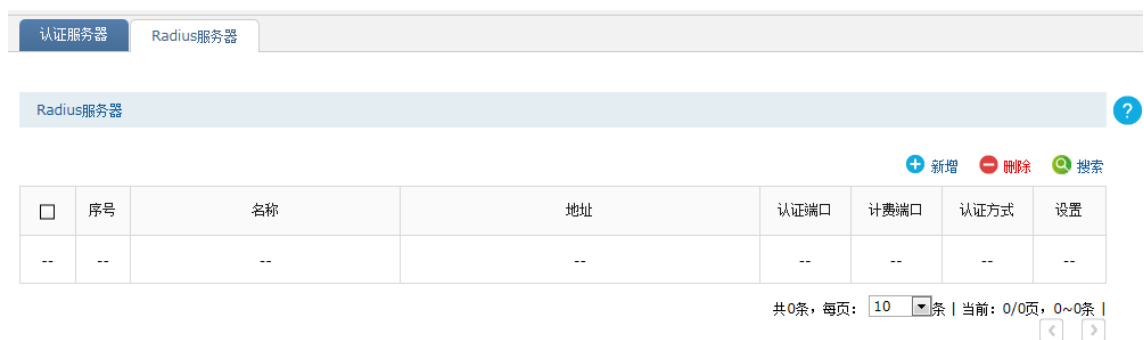 认证服务器 Radius服务器
Radius服务器 ?
新增 删除 搜索
序号 名称 地址 认证端口 计费端口 认证方式 设置
-- -- -- -- -- -- -- --
共0条，每页： 10 条 | 当前：0/0页，0~0条 |
< >